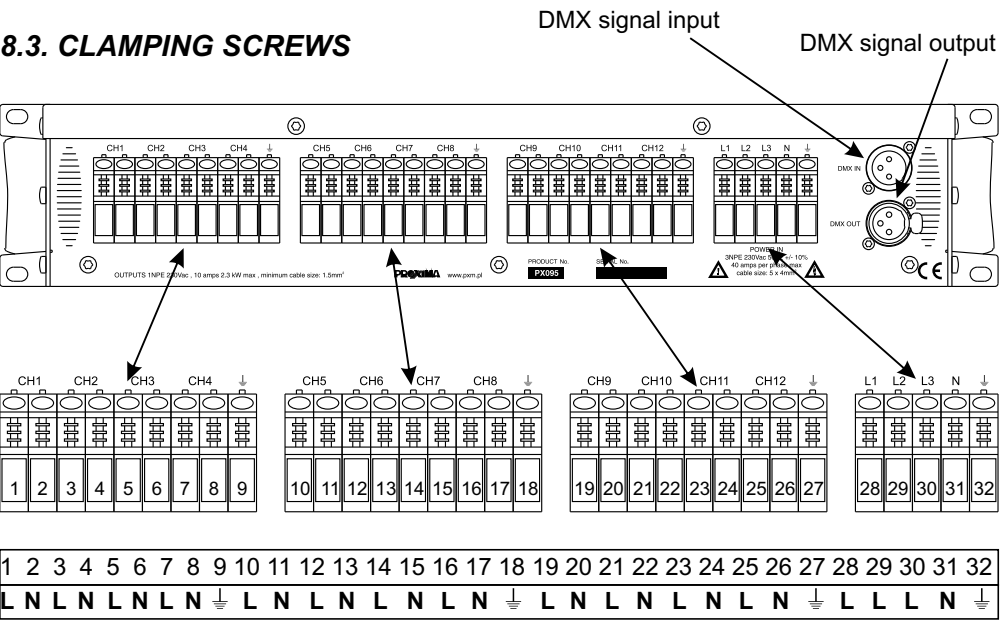 DMX signal input
8.3. CLAMPING SCREWS
DMX signal output
CH1 CH2 CH3 CH4 ⏚ CH5 CH6 CH7 CH8 ⏚ CH9 CH10 CH11 CH12 ⏚ L1 L2 L3 N ⏚
DMX IN
DMX OUT
OUTPUTS 1NPE 230Vac , 10 amps 2.3 kW max , minimum cable size: 1.5mm²
PROXIMA www.pxm.pl
PRODUCT No.
PX095
No.
POWER IN
3NPE 230Vac +/- 10%
40 amps per phase max
cable size: 5 x 4mm²
CE
CH1 CH2 CH3 CH4 ⏚ CH5 CH6 CH7 CH8 ⏚ CH9 CH10 CH11 CH12 ⏚ L1 L2 L3 N ⏚
1 2 3 4 5 6 7 8 9 10 11 12 13 14 15 16 17 18 19 20 21 22 23 24 25 26 27 28 29 30 31 32
1 2 3 4 5 6 7 8 9 10 11 12 13 14 15 16 17 18 19 20 21 22 23 24 25 26 27 28 29 30 31 32
L N L N L N L N ⏚ L N L N L N L N ⏚ L N L N L N L N ⏚ L L L N ⏚